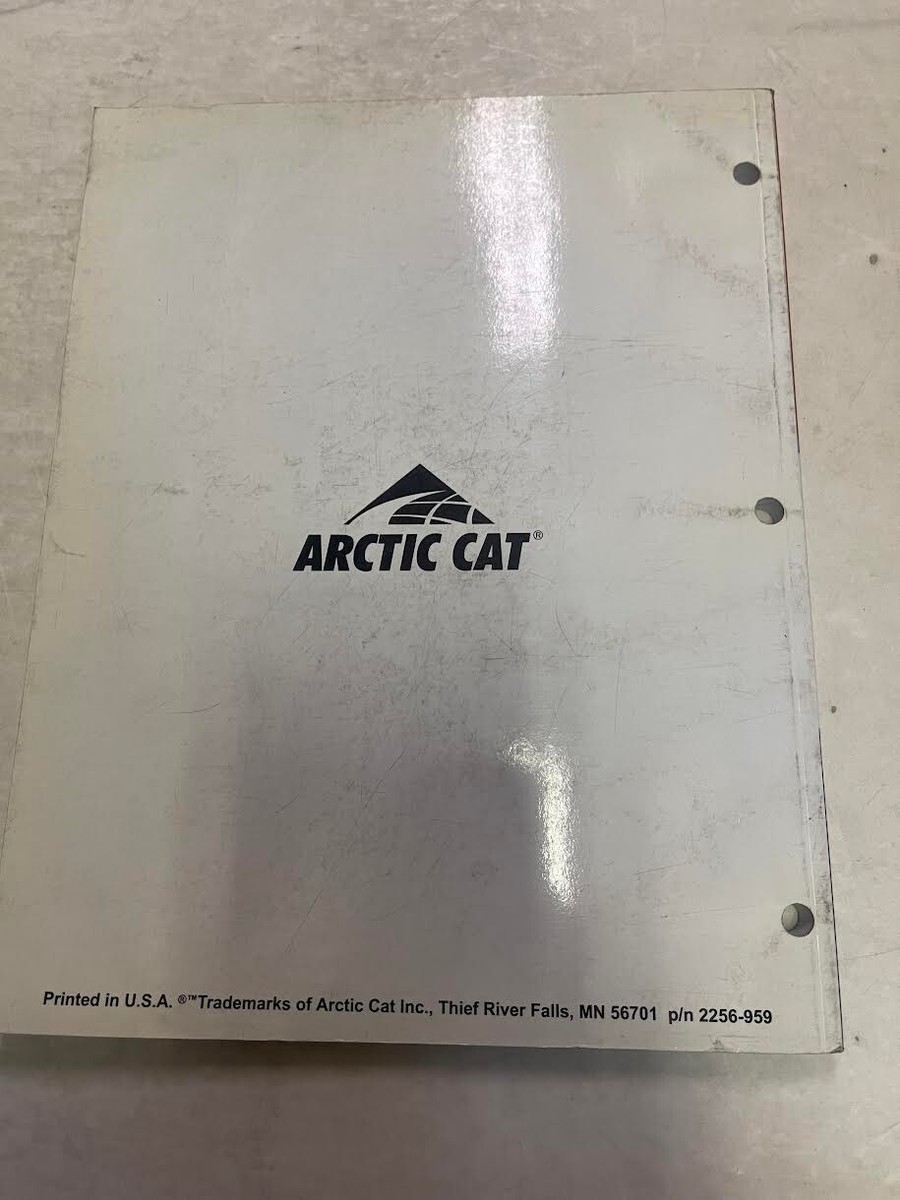 ARCTIC CAT®
Printed in U.S.A. ®™Trademarks of Arctic Cat Inc., Thief River Falls, MN 56701 p/n 2256-959